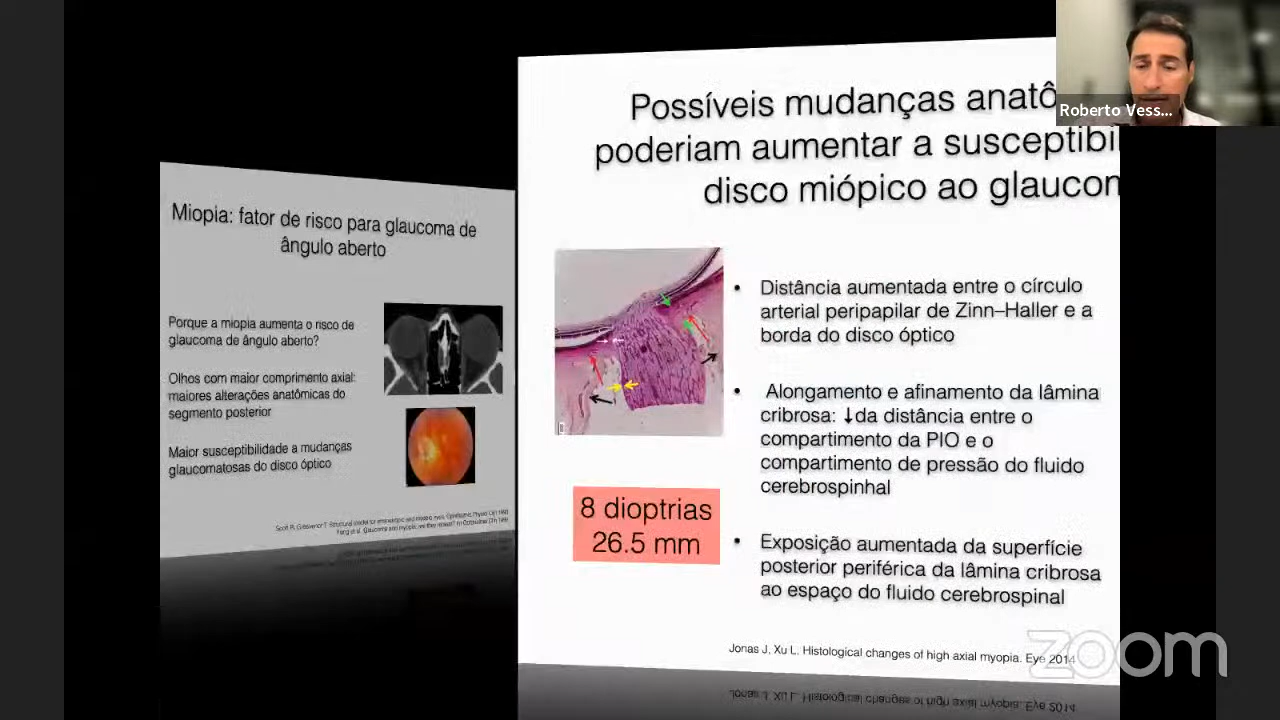 Miopia: fator de risco para glaucoma de
ângulo aberto
Porque a miopia aumenta o risco de
glaucoma de ângulo aberto?
Olhos com maior comprimento axial:
maiores alterações anatômicas do
segmento posterior
Maior susceptibilidade a mudanças
glaucomatosas do disco óptico
Possíveis mudanças anatô
poderiam aumentar a susceptibil
disco miópico ao glaucom
• Distância aumentada entre o círculo
arterial peripapilar de Zinn–Haller e a
borda do disco óptico
• Alongamento e afinamento da lâmina
cribrosa: ↓da distância entre o
compartimento da PIO e o
compartimento de pressão do fluido
cerebrospinhal
8 dioptrias
26.5 mm
• Exposição aumentada da superfície
posterior periférica da lâmina cribrosa
ao espaço do fluido cerebrospinal
Jonas J, Xu L. Histological changes of high axial myopia. Eye 2014
Roberto Vess...
zoom